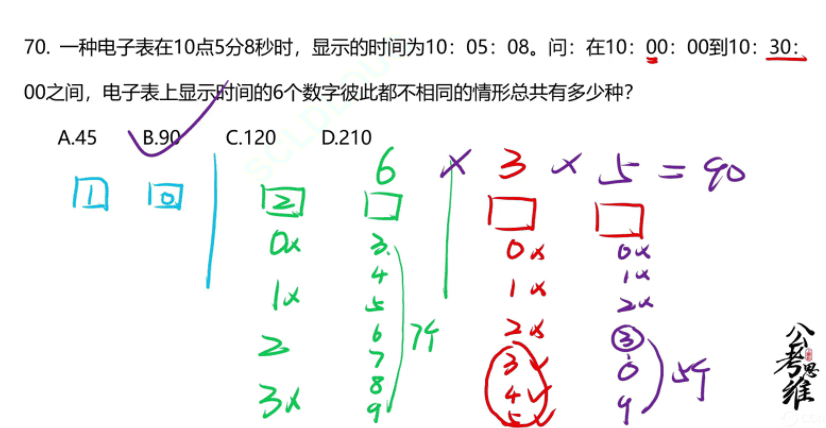 70. 一种电子表在10点5分8秒时，显示的时间为10：05：08。问：在10：00：00到10：30：
00之间，电子表上显示时间的6个数字彼此都不相同的情形总共有多少种？
A.45 B.90 C.120 D.210
6 × 3 × 5 = 90
1 0 2
0× 3 0× 0×
4 1×
1× 5 1× 2×
2 6 2× 3
7 7个 3✓ 5个
8 4✓
3× 9 5✓ 9
公考思维